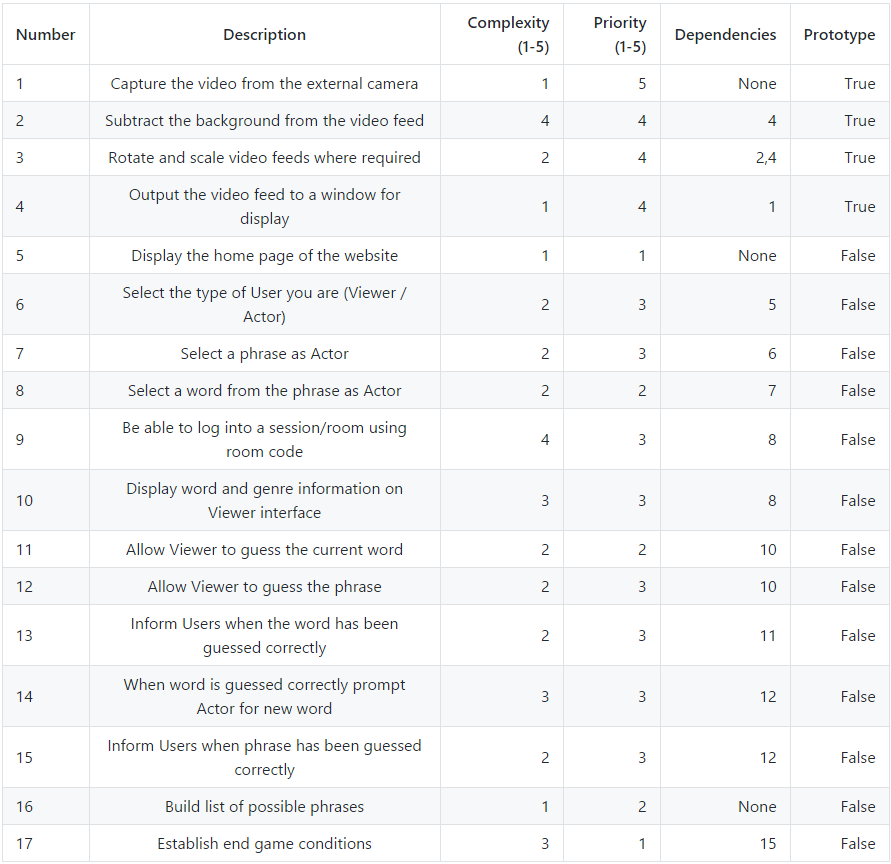 Number Description Complexity (1-5) Priority (1-5) Dependencies Prototype
1 Capture the video from the external camera 1 5 None True
2 Subtract the background from the video feed 4 4 4 True
3 Rotate and scale video feeds where required 2 4 2,4 True
4 Output the video feed to a window for display 1 4 1 True
5 Display the home page of the website 1 1 None False
6 Select the type of User you are (Viewer / Actor) 2 3 5 False
7 Select a phrase as Actor 2 3 6 False
8 Select a word from the phrase as Actor 2 2 7 False
9 Be able to log into a session/room using room code 4 3 8 False
10 Display word and genre information on Viewer interface 3 3 8 False
11 Allow Viewer to guess the current word 2 2 10 False
12 Allow Viewer to guess the phrase 2 3 10 False
13 Inform Users when the word has been guessed correctly 2 3 11 False
14 When word is guessed correctly prompt Actor for new word 3 3 12 False
15 Inform Users when phrase has been guessed correctly 2 3 12 False
16 Build list of possible phrases 1 2 None False
17 Establish end game conditions 3 1 15 False